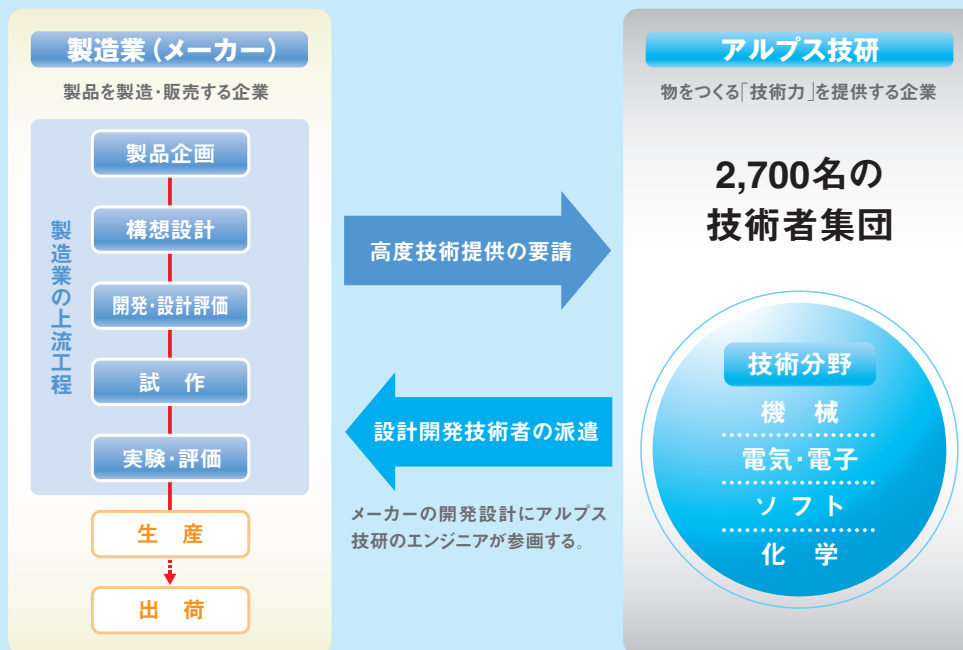 製造業（メーカー）
製品を製造・販売する企業
製造業の上流工程
製品企画
構想設計
開発・設計評価
試 作
実験・評価
生 産
出 荷
高度技術提供の要請
設計開発技術者の派遣
メーカーの開発設計にアルプス
技研のエンジニアが参画する。
アルプス技研
物をつくる「技術力」を提供する企業
2,700名の
技術者集団
技術分野
機 械
電気・電子
ソフト
化 学